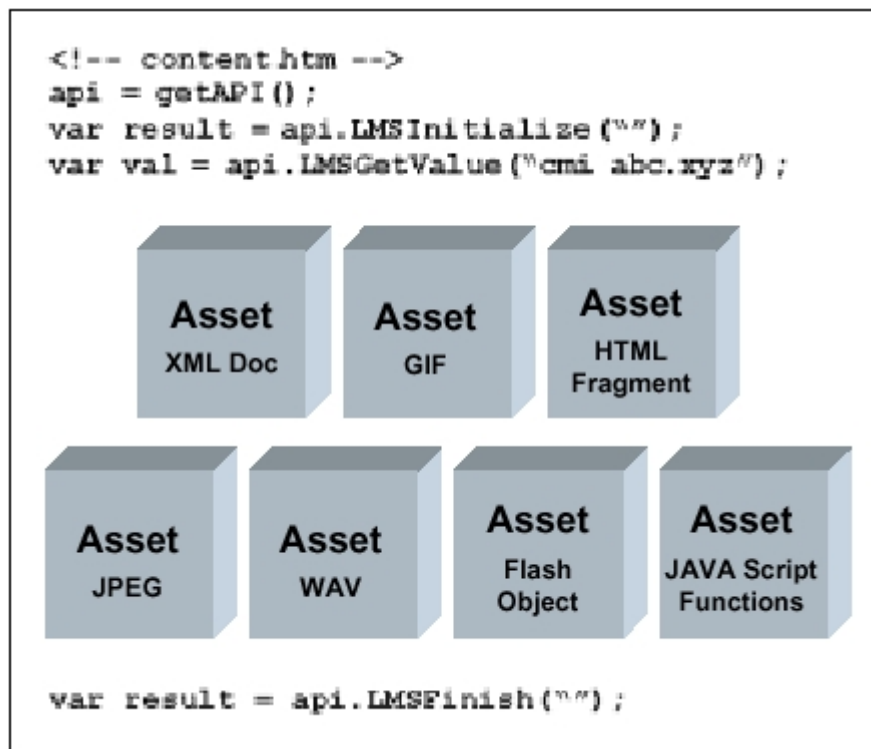 <!-- content.htm -->
api = getAPI();
var result = api.LMSInitialize(“”);
var val = api.LMSGetValue(“cmi abc.xyz”);
Asset
XML Doc
Asset
GIF
Asset
HTML
Fragment
Asset
JPEG
Asset
WAV
Asset
Flash
Object
Asset
JAVA Script
Functions
var result = api.LMSFinish(“”);